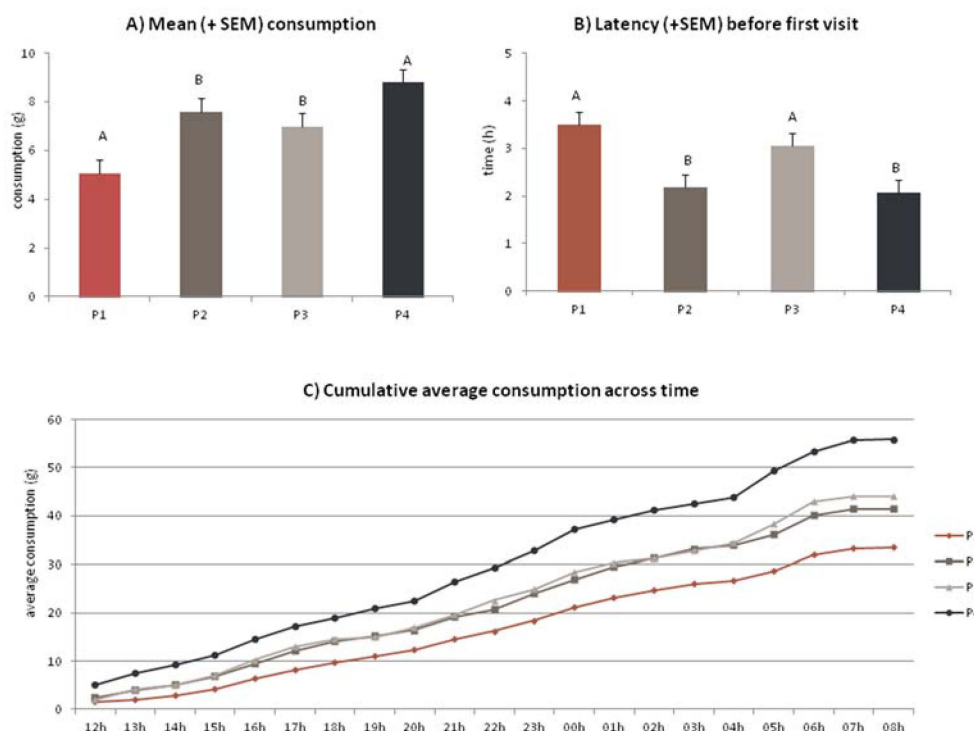 A) Mean (+ SEM) consumption
consumption (g)
10
8
6
4
2
0
A
B
B
A
P1 P2 P3 P4
B) Latency (+SEM) before first visit
time (h)
5
4
3
2
1
0
A
B
A
B
P1 P2 P3 P4
C) Cumulative average consumption across time
average consumption (g)
60
50
40
30
20
10
0
12h 13h 14h 15h 16h 17h 18h 19h 20h 21h 22h 23h 00h 01h 02h 03h 04h 05h 06h 07h 08h